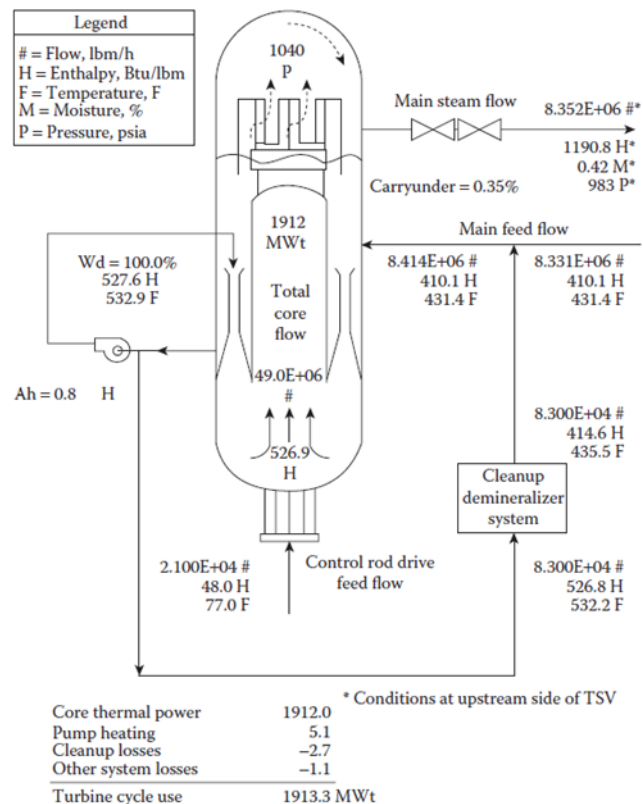 Legend
# = Flow, lbm/h
H = Enthalpy, Btu/lbm
F = Temperature, F
M = Moisture, %
P = Pressure, psia
1040
P
Main steam flow
8.352E+06 #*
1190.8 H*
0.42 M*
983 P*
Carryunder = 0.35%
1912
MWt
Main feed flow
Wd = 100.0%
527.6 H
532.9 F
8.414E+06 #
410.1 H
431.4 F
8.331E+06 #
410.1 H
431.4 F
Total
core
flow
49.0E+06
#
Ah = 0.8 H
8.300E+04 #
414.6 H
435.5 F
526.9
H
Cleanup
demineralizer
system
2.100E+04 #
48.0 H
77.0 F
Control rod drive
feed flow
8.300E+04 #
526.8 H
532.2 F
* Conditions at upstream side of TSV
Core thermal power 1912.0
Pump heating 5.1
Cleanup losses −2.7
Other system losses −1.1
Turbine cycle use 1913.3 MWt